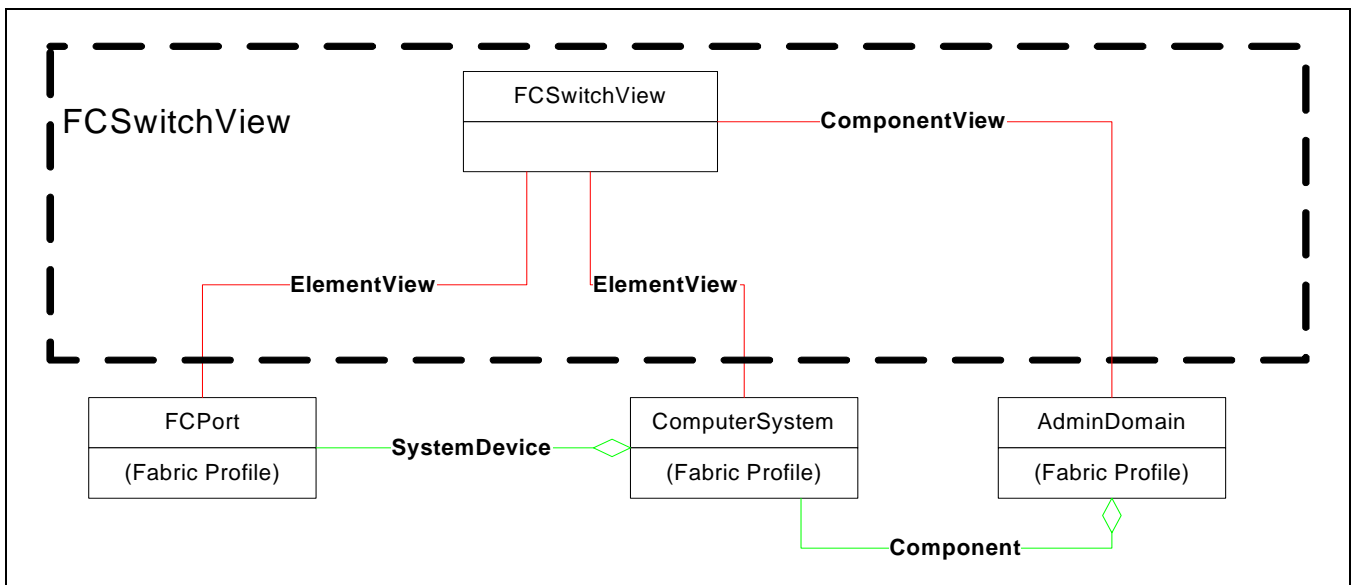 FCSwitchView
FCSwitchView
ComponentView
ElementView
ElementView
FCPort
(Fabric Profile)
SystemDevice
ComputerSystem
(Fabric Profile)
AdminDomain
(Fabric Profile)
Component